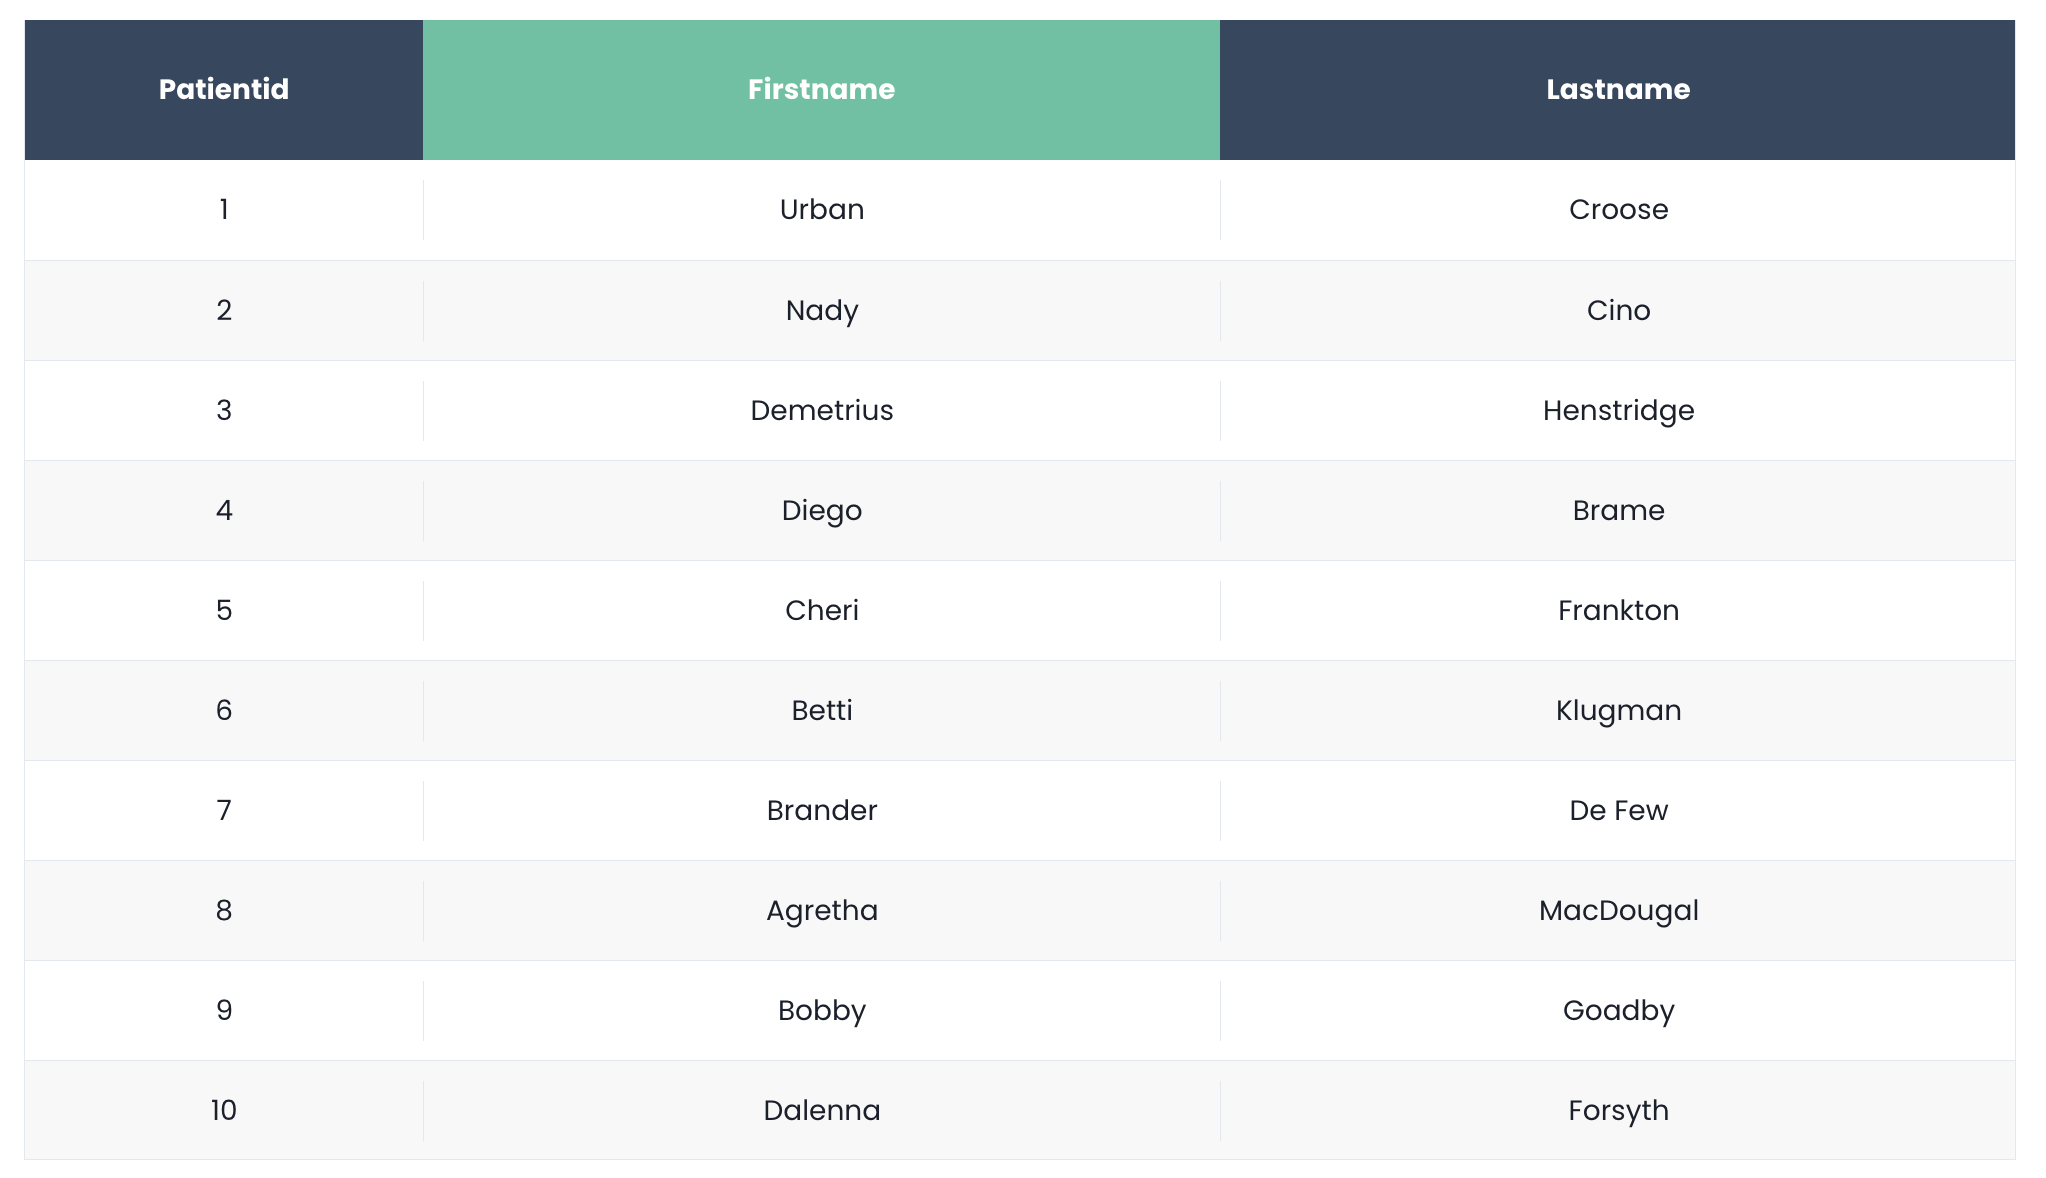 Patientid Firstname Lastname
1 Urban Croose
2 Nady Cino
3 Demetrius Henstridge
4 Diego Brame
5 Cheri Frankton
6 Betti Klugman
7 Brander De Few
8 Agretha MacDougal
9 Bobby Goadby
10 Dalenna Forsyth